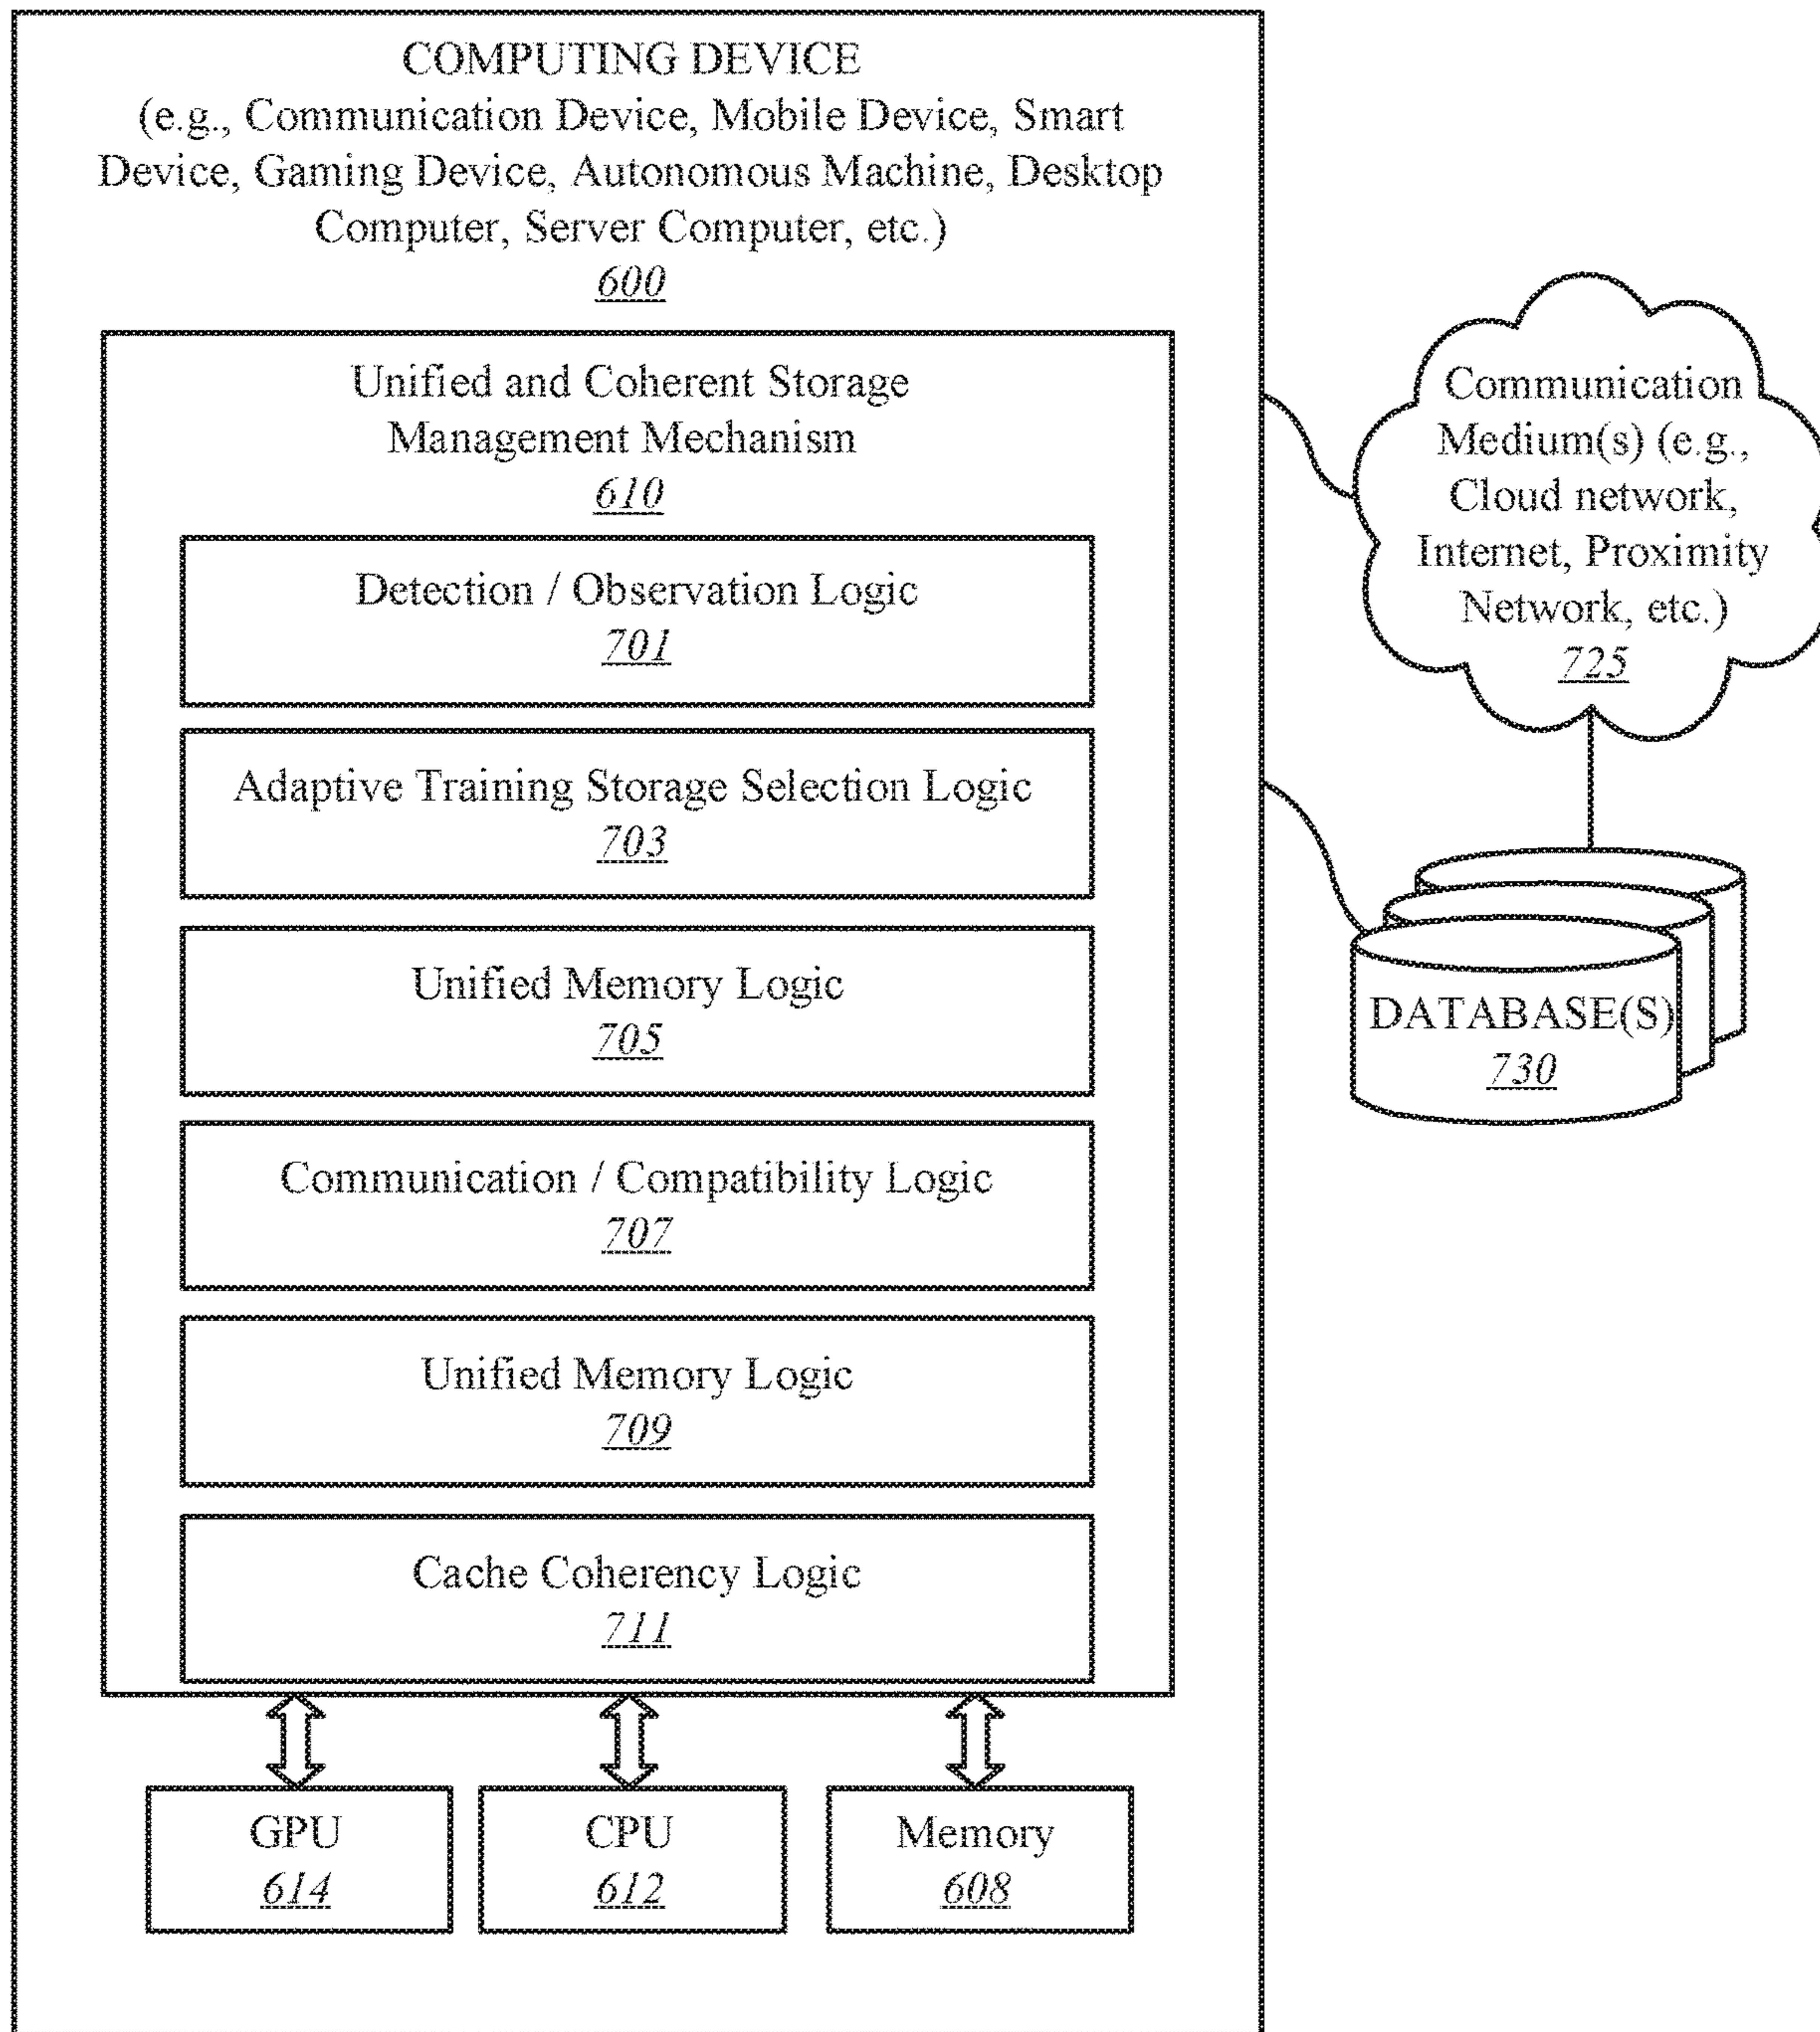 COMPUTING DEVICE
(e.g., Communication Device, Mobile Device, Smart
Device, Gaming Device, Autonomous Machine, Desktop
Computer, Server Computer, etc.)
600
Unified and Coherent Storage
Management Mechanism
610
Detection / Observation Logic
701
Adaptive Training Storage Selection Logic
703
Unified Memory Logic
705
Communication / Compatibility Logic
707
Unified Memory Logic
709
Cache Coherency Logic
711
GPU
614
CPU
612
Memory
608
Communication
Medium(s) (e.g.,
Cloud network,
Internet, Proximity
Network, etc.)
725
DATABASE(S)
730